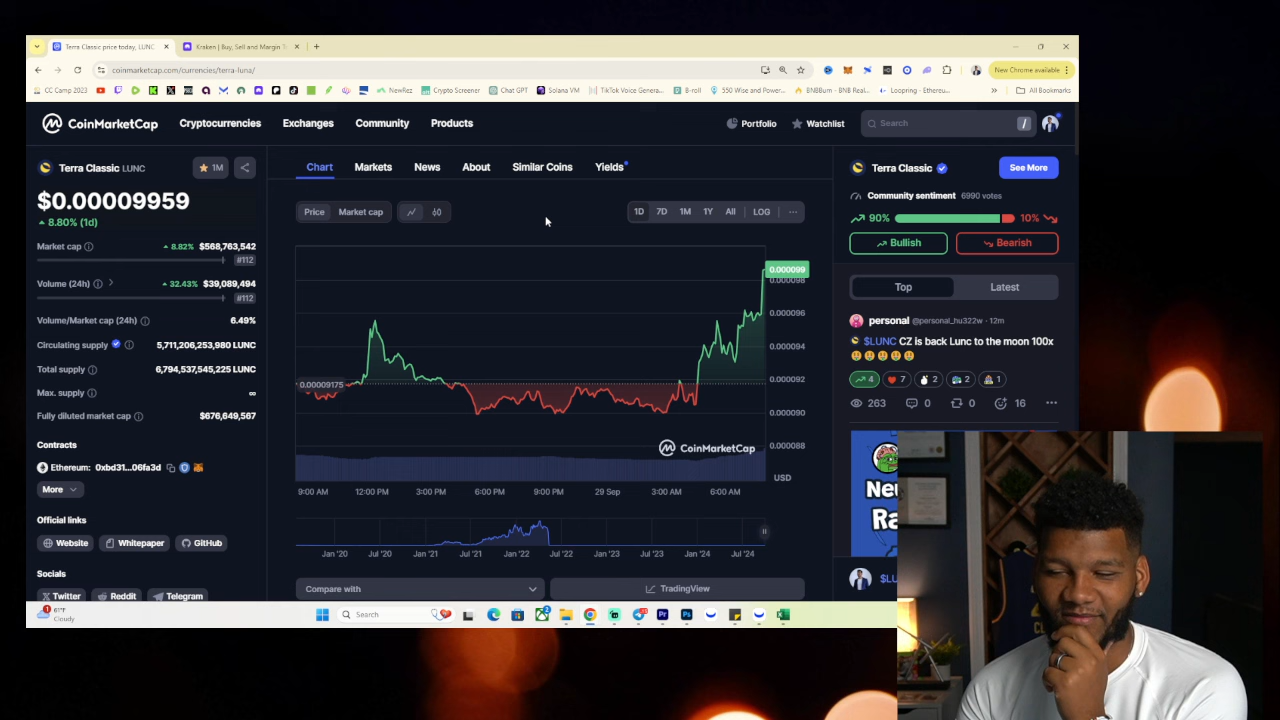 Terra Classic price today, LUNC
Kraken | Buy, Sell and Margin T
coinmarketcap.com/currencies/terra-luna/
New Chrome available
CC Camp 2023
NewRez
Crypto Screener
Chat GPT
Solana VM
TikTok Voice Genera...
B-roll
550 Wise and Power...
BNBBurn - BNB Real...
Loopring - Ethereu...
All Bookmarks
CoinMarketCap
Cryptocurrencies
Exchanges
Community
Products
Portfolio
Watchlist
Search
/
Terra Classic LUNC
1M
$0.00009959
8.80% (1d)
Market cap 8.82% $568,763,542
#112
Volume (24h) 32.43% $39,089,494
#112
Volume/Market cap (24h) 6.49%
Circulating supply 5,711,206,253,980 LUNC
Total supply 6,794,537,545,225 LUNC
Max. supply ∞
Fully diluted market cap $676,649,567
Contracts
Ethereum: 0xbd31...06fa3d
More
Official links
Website
Whitepaper
GitHub
Socials
Twitter
Reddit
Telegram
Chart
Markets
News
About
Similar Coins
Yields
Price
Market cap
1D
7D
1M
1Y
All
LOG
...
0.000099
0.000098
0.000096
0.000094
0.000092
0.000090
0.000088
0.00009175
CoinMarketCap
USD
9:00 AM
12:00 PM
3:00 PM
6:00 PM
9:00 PM
29 Sep
3:00 AM
6:00 AM
Jan '20
Jul '20
Jan '21
Jul '21
Jan '22
Jul '22
Jan '23
Jul '23
Jan '24
Jul '24
Compare with
TradingView
Terra Classic
See More
Community sentiment 6990 votes
90%
10%
Bullish
Bearish
Top
Latest
personal @personal_hu322w · 12m
$LUNC CZ is back Lunc to the moon 100x
4
7
2
2
1
263
0
0
16
...
Ne
Ra
$LU
1
61°F
Cloudy
Search